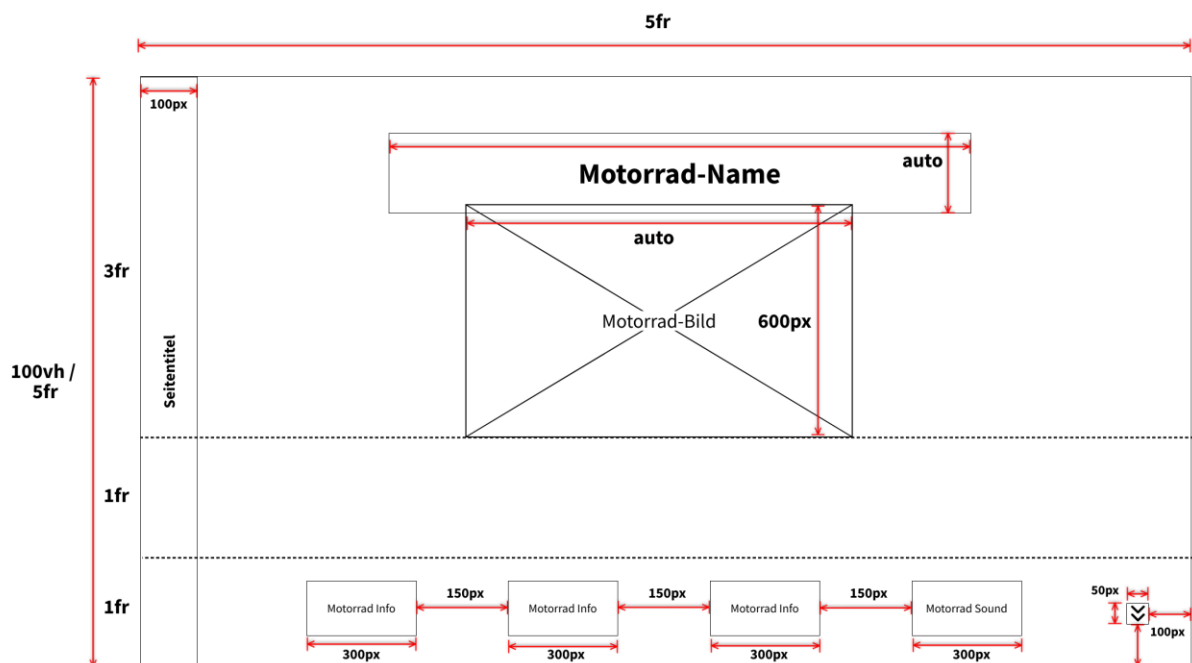 5fr
100px
auto
Motorrad-Name
auto
3fr
Motorrad-Bild
600px
Seitentitel
100vh /
5fr
1fr
1fr
150px
150px
150px
50px
Motorrad Info
Motorrad Info
Motorrad Info
Motorrad Sound
100px
300px
300px
300px
300px